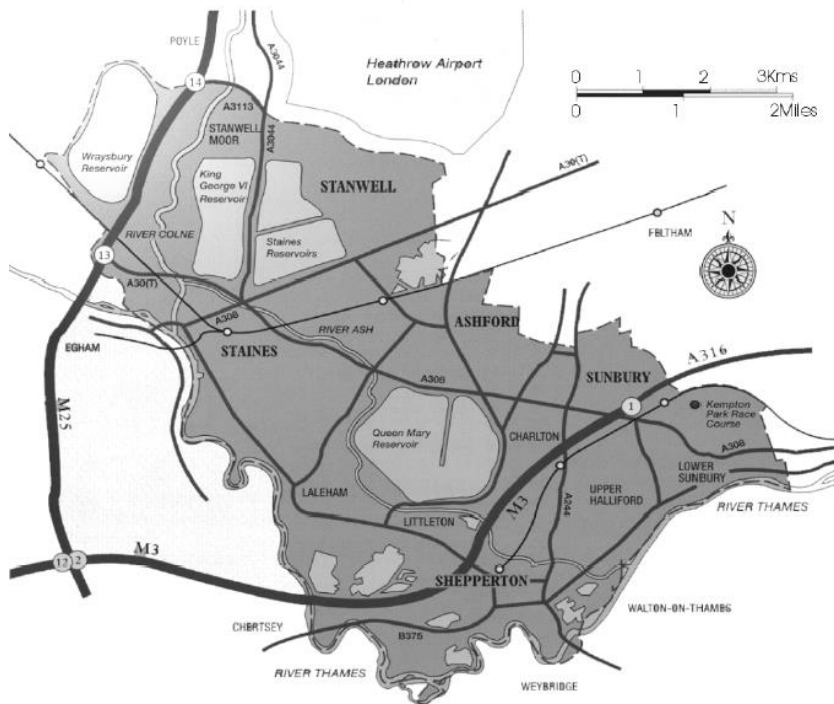 POYLE
A3044
Heathrow Airport
London
0 1 2 3Kms
0 1 2Miles
14
A3113
STANWELL
MOOR
A3044
Wraysbury
Reservoir
King
George VI
Reservoir
STANWELL
A30(T)
RIVER COLNE
Staines
Reservoirs
FELTHAM
N
13
A30(T)
A308
RIVER ASH
ASHFORD
EGHAM
STAINES
A316
M25
A308
SUNBURY
1
Kempton
Park Race
Course
Queen Mary
Reservoir
CHARLTON
A308
LALEHAM
M3
A244
UPPER
HALLIFORD
LOWER
SUNBURY
LITTLETON
RIVER THAMES
12
2
M3
SHEPPERTON
WALTON-ON-THAMES
CHERTSEY
B375
RIVER THAMES
WEYBRIDGE